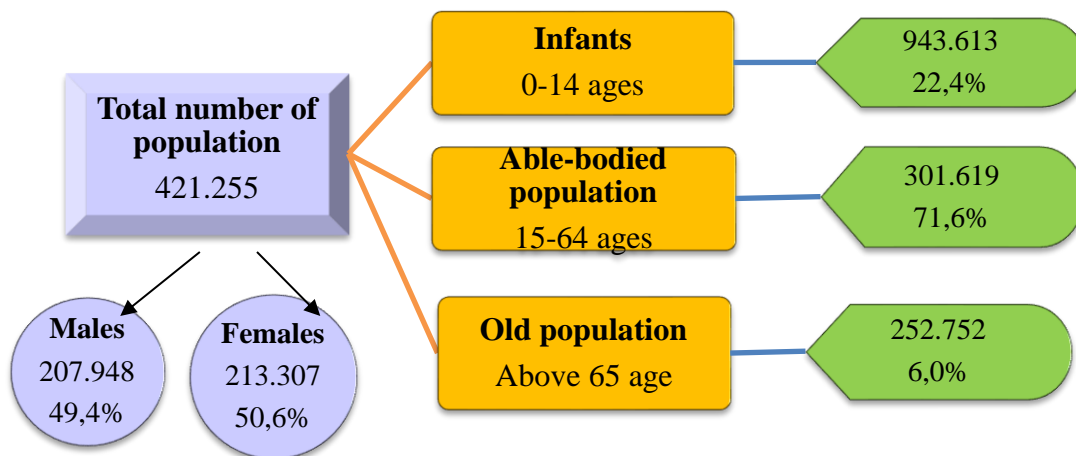 Total number of
population
421.255
Males
207.948
49,4%
Females
213.307
50,6%
Infants
0-14 ages
943.613
22,4%
Able-bodied
population
15-64 ages
301.619
71,6%
Old population
Above 65 age
252.752
6,0%